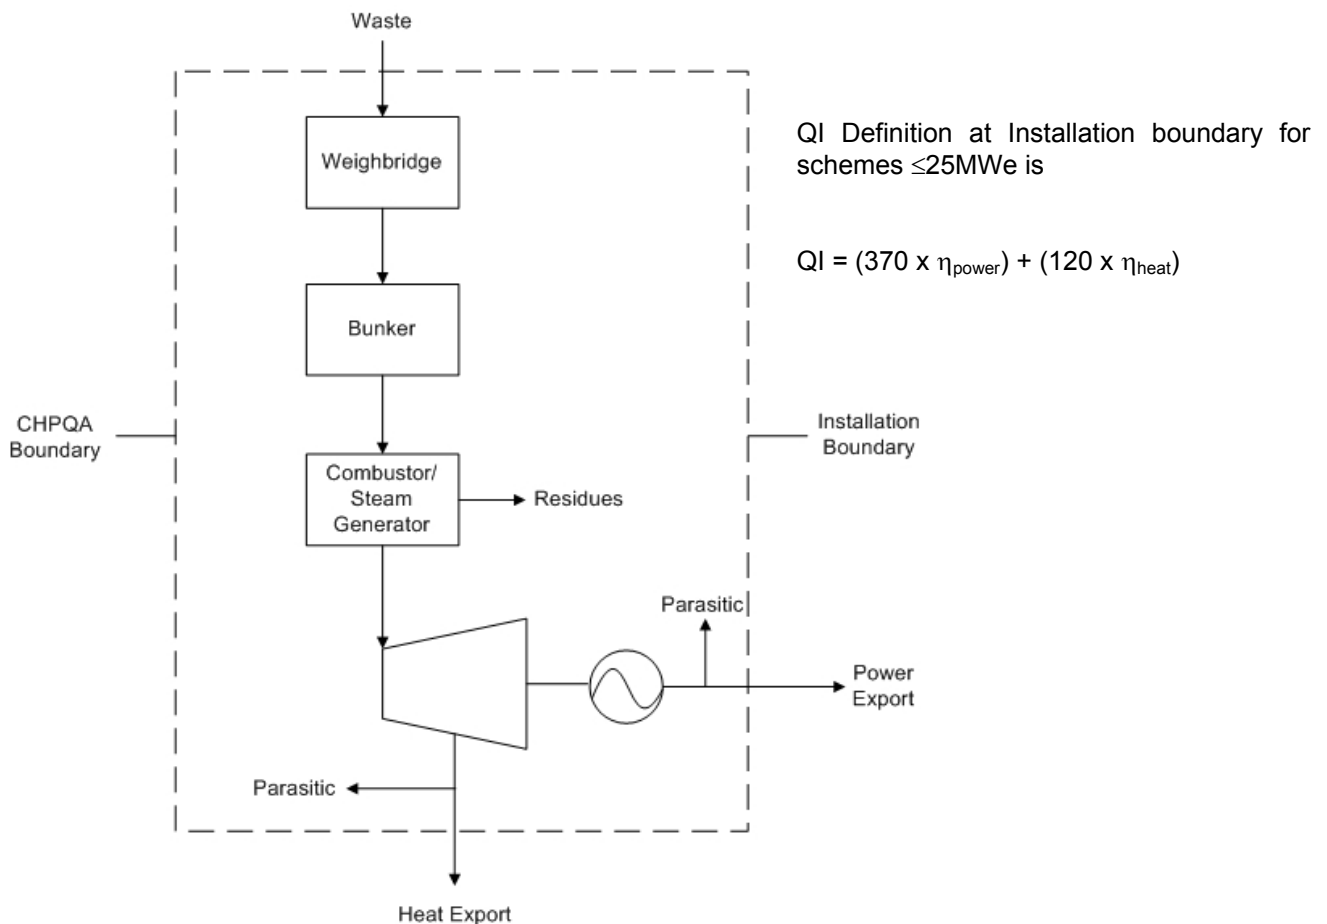 Waste
Weighbridge
QI Definition at Installation boundary for
schemes ≤25MWe is
QI = (370 x ηpower) + (120 x ηheat)
Bunker
CHPQA
Boundary
Installation
Boundary
Combustor/
Steam
Generator
Residues
Parasitic
Power
Export
Parasitic
Heat Export